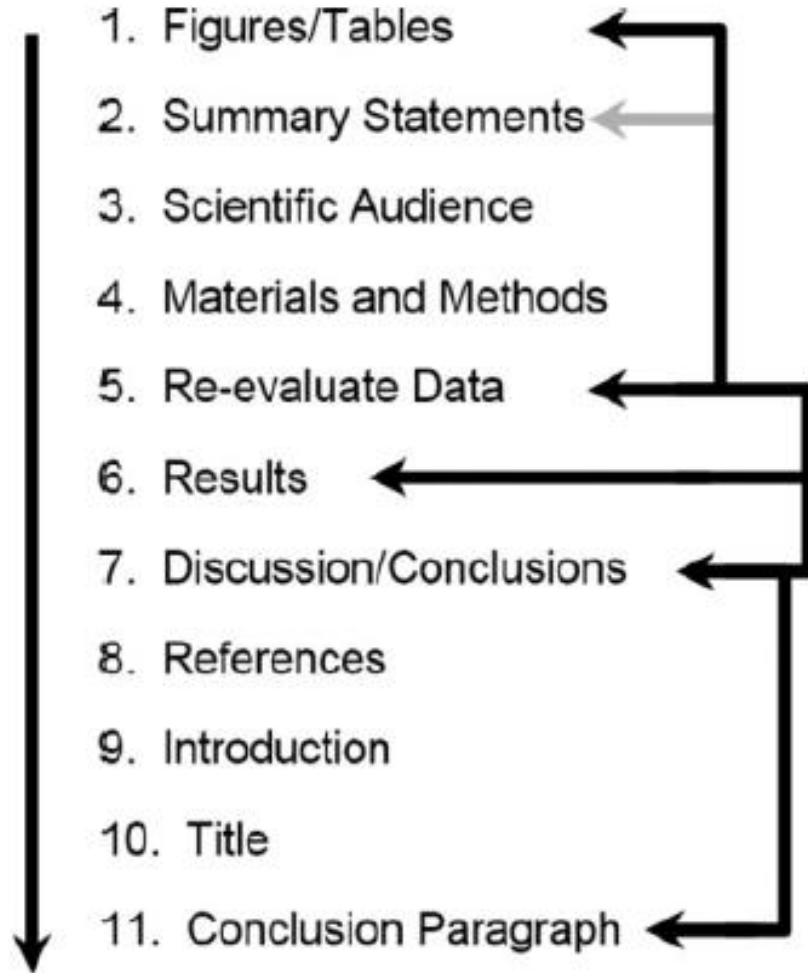 1. Figures/Tables
2. Summary Statements
3. Scientific Audience
4. Materials and Methods
5. Re-evaluate Data
6. Results
7. Discussion/Conclusions
8. References
9. Introduction
10. Title
11. Conclusion Paragraph